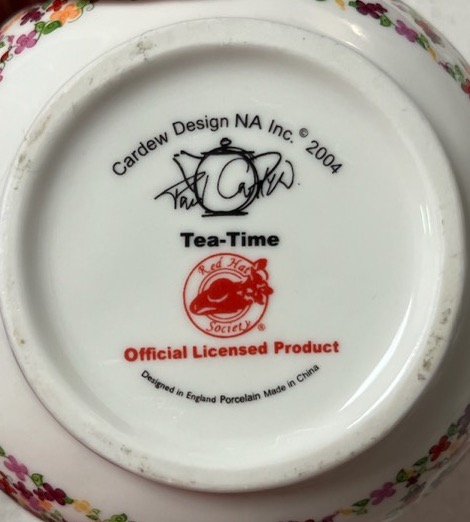 Cardew Design NA Inc. © 2004
Paul Cardew
Tea-Time
Red Hat
Society ®
Official Licensed Product
Designed in England Porcelain Made in China